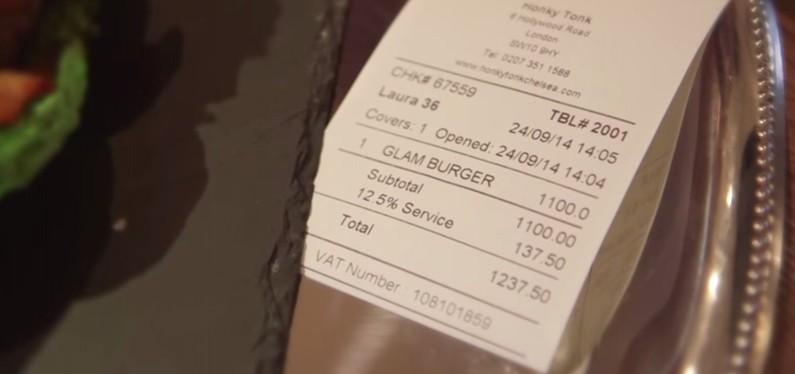 Honky Tonk
6 Hollywood Road
London
SW10 9HY
Tel: 0207 351 1588
www.honkytonkchelsea.com
CHK# 67559 TBL# 2001
Laura 36 24/09/14 14:05
Covers: 1 Opened: 24/09/14 14:04
1 GLAM BURGER 1100.0
Subtotal 1100.00
12.5% Service 137.50
Total 1237.50
VAT Number 108101859